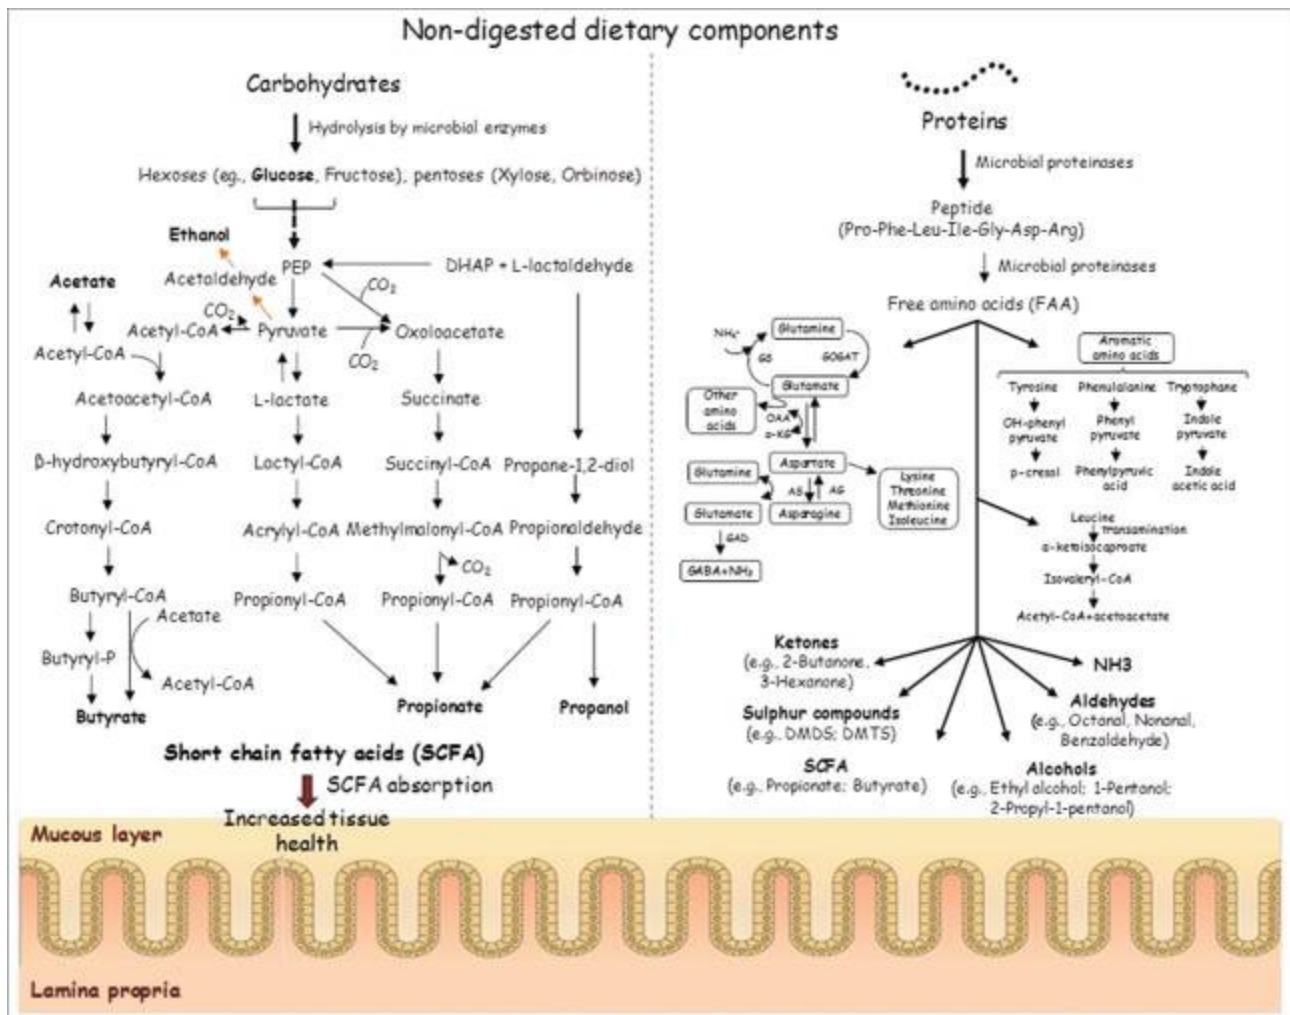 Non-digested dietary components
Carbohydrates
Hydrolysis by microbial enzymes
Hexoses (eg., Glucose, Fructose), pentoses (Xylose, Orbinose)
Ethanol
Acetaldehyde
PEP
DHAP + L-lactaldehyde
CO₂
Acetate
CO₂
Acetyl-CoA
Pyruvate
Oxoloacetate
CO₂
Acetyl-CoA
Acetoacetyl-CoA
L-lactate
Succinate
β-hydroxybutyryl-CoA
Lactyl-CoA
Succinyl-CoA
Propane-1,2-diol
Crotonyl-CoA
Acrylyl-CoA
Methylmalonyl-CoA
Propionaldehyde
CO₂
Butyryl-CoA
Propionyl-CoA
Propionyl-CoA
Propionyl-CoA
Acetate
Butyryl-P
Acetyl-CoA
Butyrate
Propionate
Propanol
Short chain fatty acids (SCFA)
SCFA absorption
Increased tissue
health
Proteins
Microbial proteinases
Peptide
(Pro-Phe-Leu-Ile-Gly-Asp-Arg)
Microbial proteinases
Free amino acids (FAA)
Glutamine
GS
GOGAT
Glutamate
Other
amino
acids
OAA
α-KG
Aspartate
Glutamine
AS
AG
Glutamate
Asparagine
Lysine
Threonine
Methionine
Isoleucine
GAD
GABA+NH₃
Aromatic
amino acids
Tyrosine
Phenulalanine
Tryptophane
OH-phenyl
pyruvate
Phenyl
pyruvate
Indole
pyruvate
p-cresol
Phenylpyruvic
acid
Indole
acetic acid
Leucine
transamination
α-ketoisocaproate
Isovaleryl-CoA
Acetyl-CoA+acetoacetate
Ketones
(e.g., 2-Butanone,
3-Hexanone)
NH3
Sulphur compounds
(e.g., DMDS; DMTS)
Aldehydes
(e.g., Octanal, Nonanal,
Benzaldehyde)
SCFA
(e.g., Propionate; Butyrate)
Alcohols
(e.g., Ethyl alcohol; 1-Pentanol;
2-Propyl-1-pentanol)
Mucous layer
Lamina propria